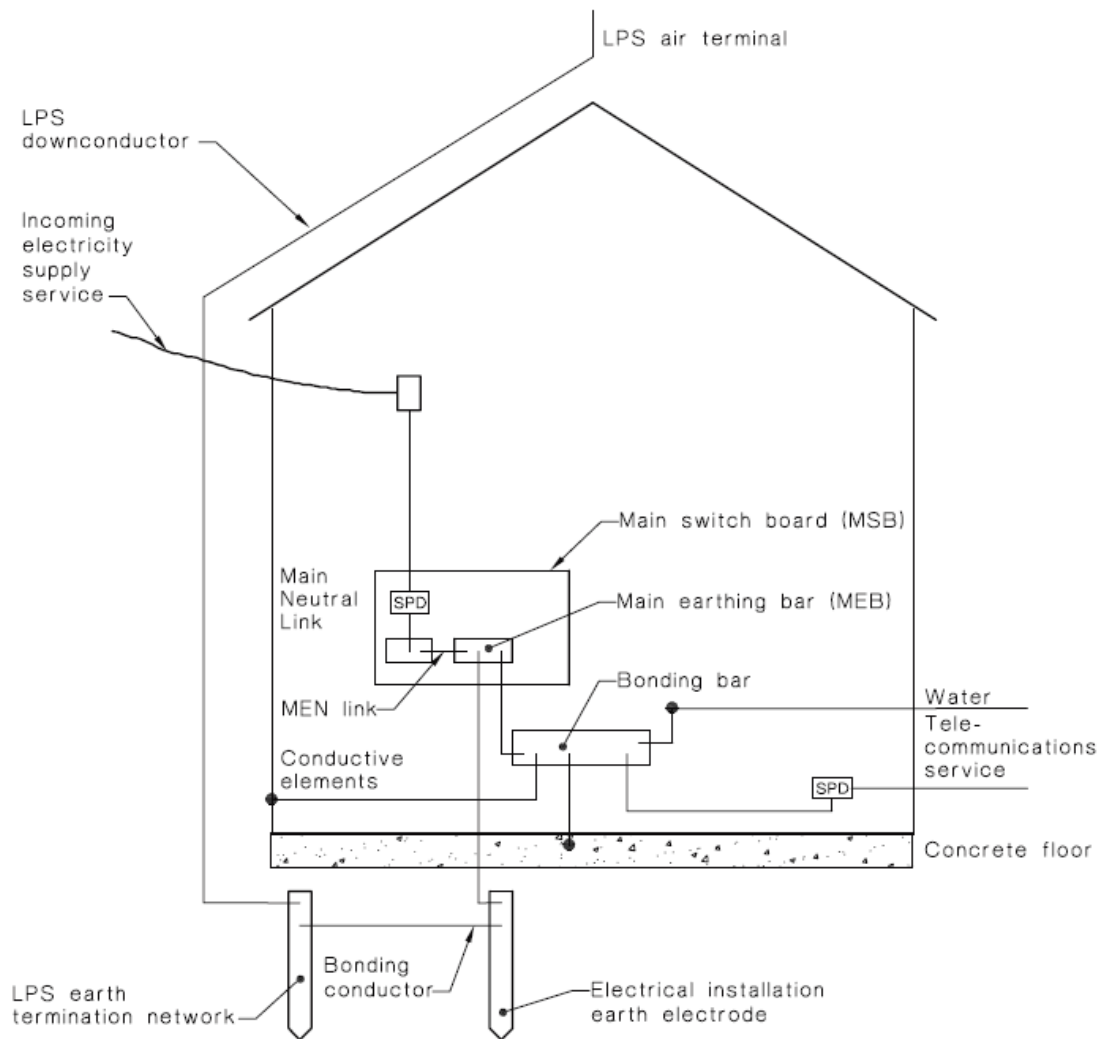 LPS air terminal
LPS
downconductor
Incoming
electricity
supply
service
Main switch board (MSB)
Main
Neutral
Link
SPD
Main earthing bar (MEB)
MEN link
Bonding bar
Water
Tele-
communications
service
Conductive
elements
SPD
Concrete floor
Bonding
conductor
LPS earth
termination network
Electrical installation
earth electrode